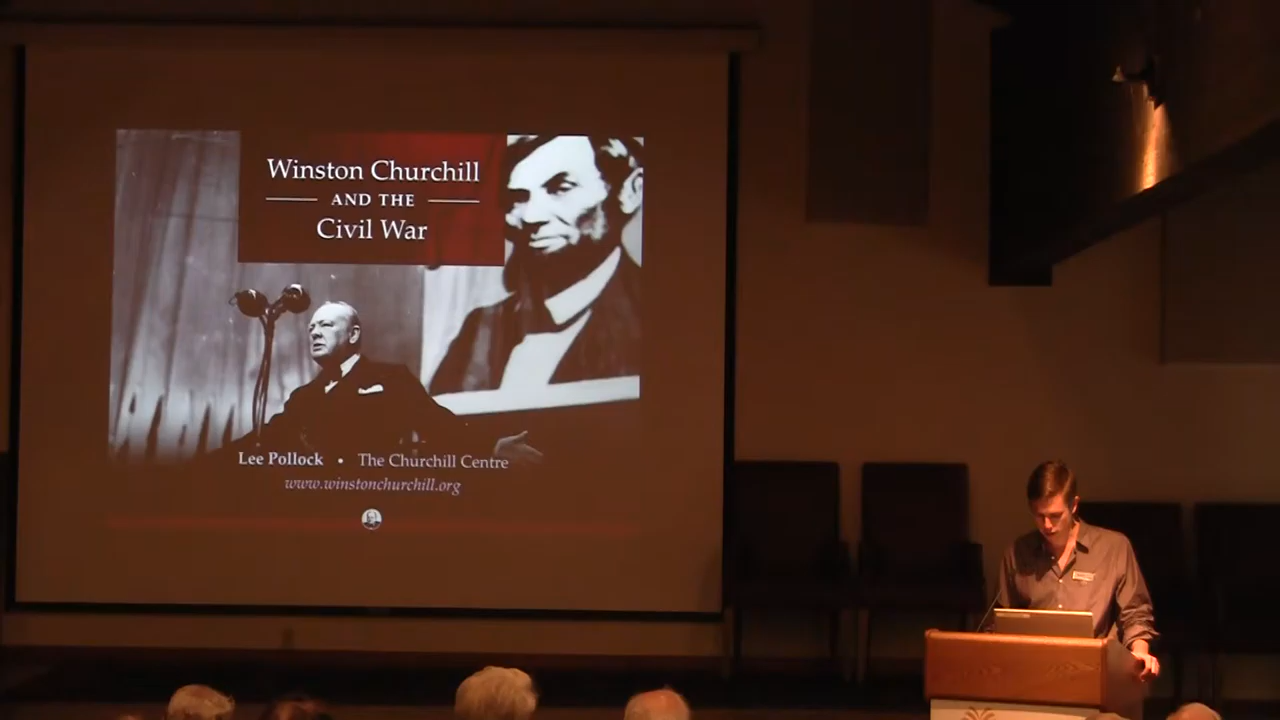 Winston Churchill
AND THE
Civil War
Lee Pollock • The Churchill Centre
www.winstonchurchill.org